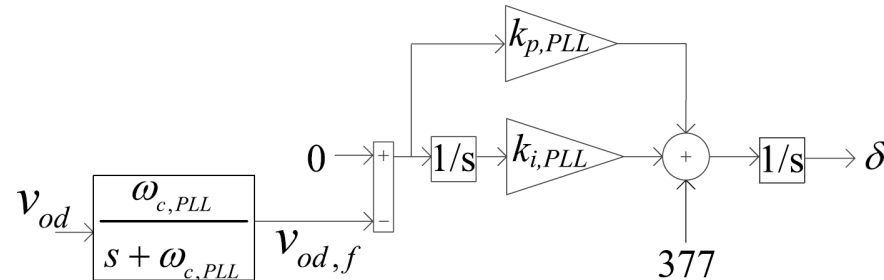 k_{p,PLL}
0
+
1/s
k_{i,PLL}
+
1/s
δ
v_{od}
ω_{c,PLL}
s + ω_{c,PLL}
−
v_{od,f}
377